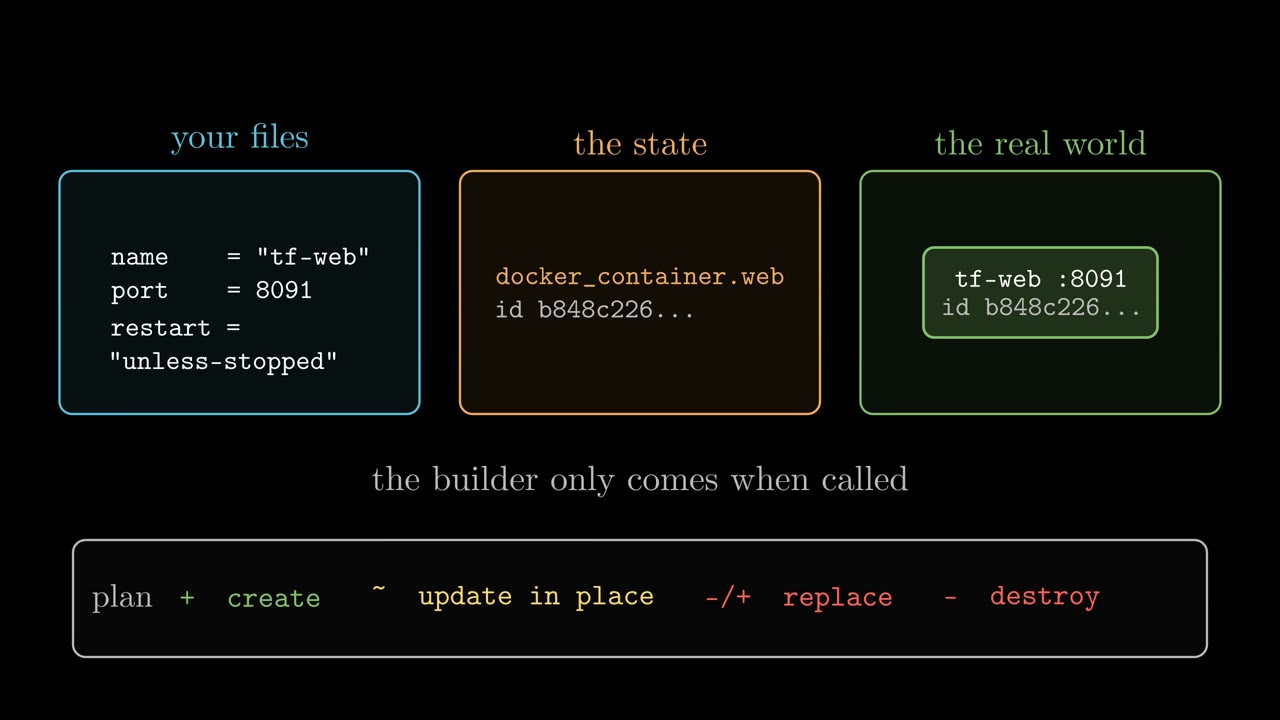 your files
the state
the real world
name    = "tf-web"
port    = 8091
restart =
"unless-stopped"
docker_container.web
id b848c226...
tf-web :8091
id b848c226...
the builder only comes when called
plan + create ~ update in place -/+ replace - destroy